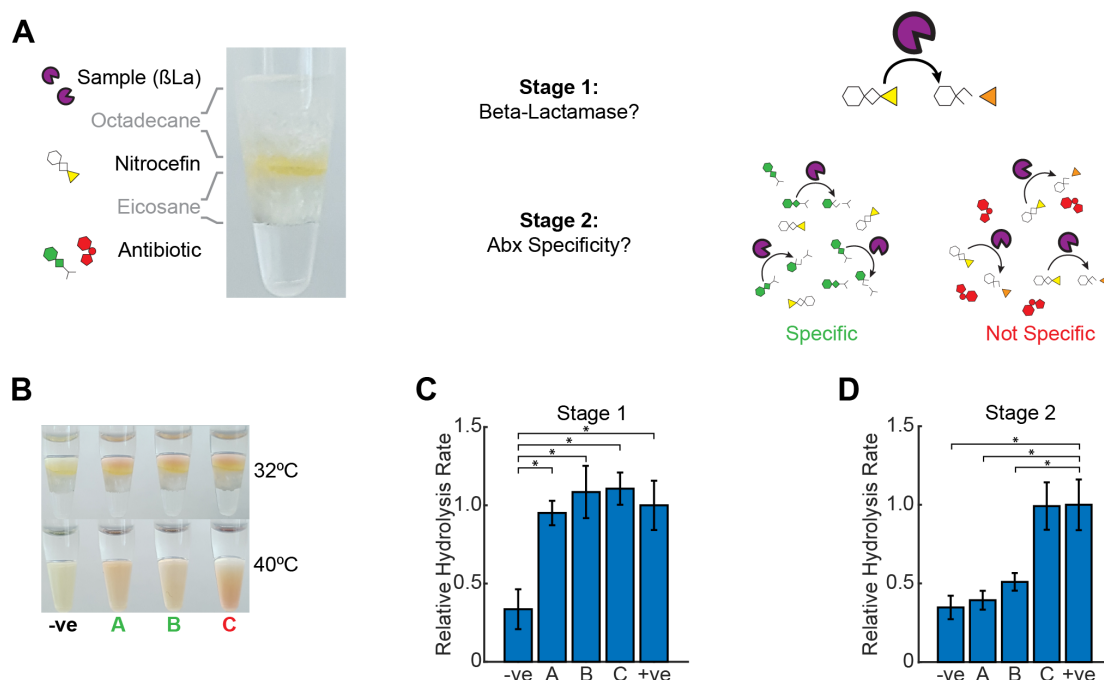 A
Sample (ßLa)
Octadecane
Nitrocefin
Eicosane
Antibiotic
Stage 1:
Beta-Lactamase?
Stage 2:
Abx Specificity?
Specific
Not Specific
B
32ºC
40ºC
-ve
A
B
C
C
Stage 1
Relative Hydrolysis Rate
1.5
1.0
0.5
0
*
*
*
*
-ve
A
B
C
+ve
D
Stage 2
Relative Hydrolysis Rate
1.5
1.0
0.5
0
*
*
*
-ve
A
B
C
+ve